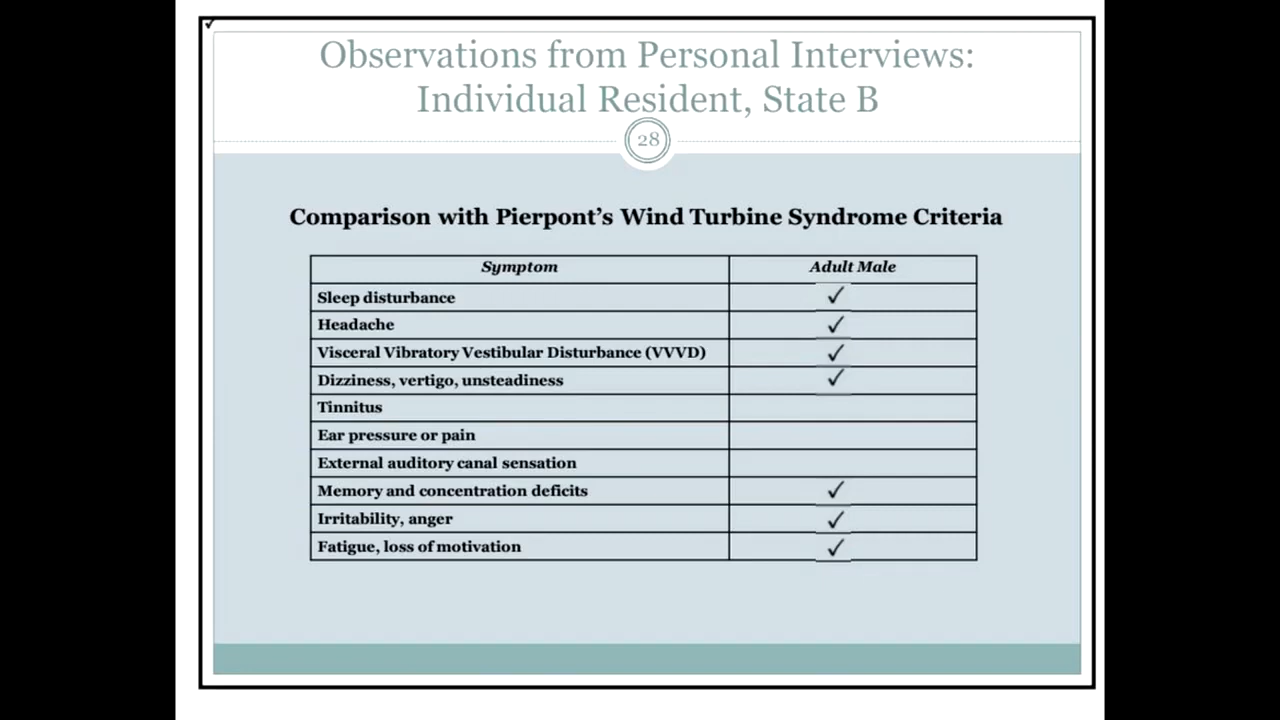 ✓
Observations from Personal Interviews:
Individual Resident, State B
28
Comparison with Pierpont's Wind Turbine Syndrome Criteria
Symptom Adult Male
Sleep disturbance ✓
Headache ✓
Visceral Vibratory Vestibular Disturbance (VVVD) ✓
Dizziness, vertigo, unsteadiness ✓
Tinnitus
Ear pressure or pain
External auditory canal sensation
Memory and concentration deficits ✓
Irritability, anger ✓
Fatigue, loss of motivation ✓